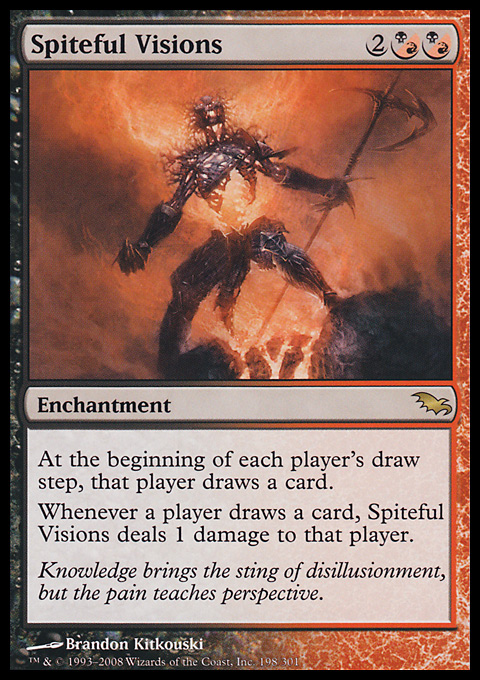 Spiteful Visions 2
Enchantment
At the beginning of each player's draw
step, that player draws a card.
Whenever a player draws a card, Spiteful
Visions deals 1 damage to that player.
Knowledge brings the sting of disillusionment,
but the pain teaches perspective.
Brandon Kitkouski
™ & © 1993–2008 Wizards of the Coast, Inc. 198/301